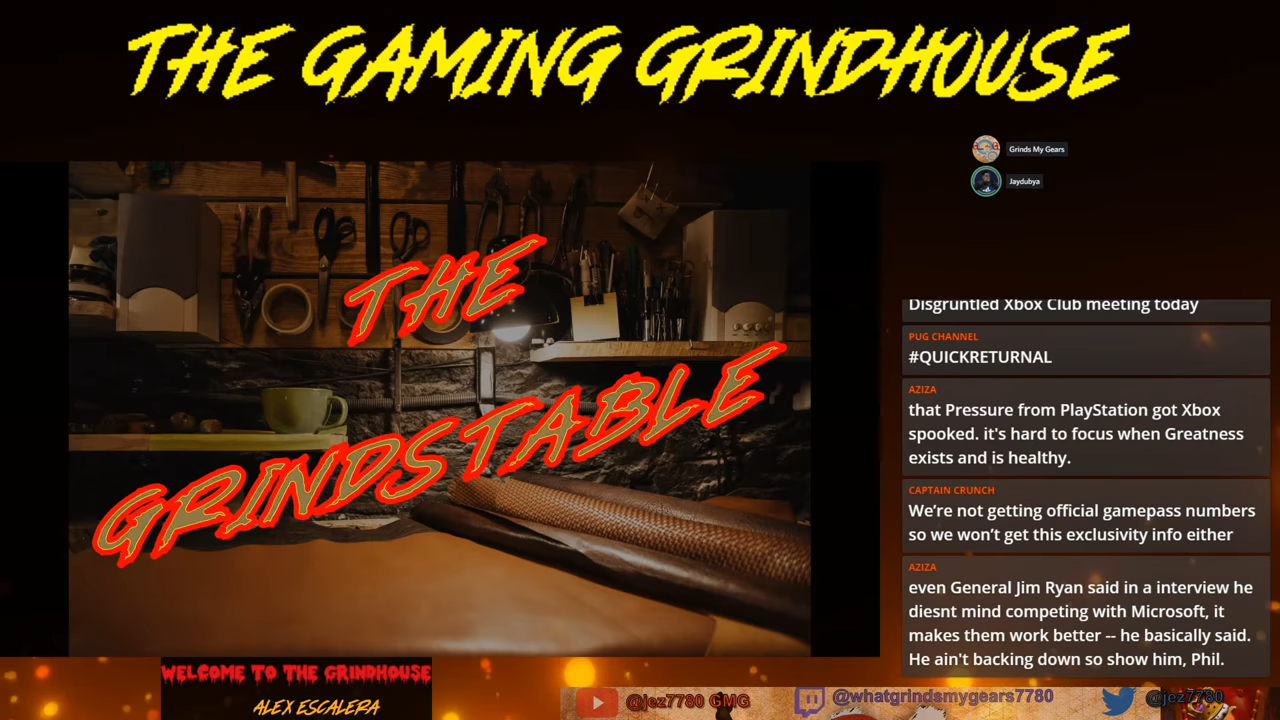 THE GAMING GRINDHOUSE
Grinds My Gears
Jaydubya
THE
GRINDSTABLE
Disgruntled Xbox Club meeting today
PUG CHANNEL
#QUICKRETURNAL
AZIZA
that Pressure from PlayStation got Xbox
spooked. it's hard to focus when Greatness
exists and is healthy.
CAPTAIN CRUNCH
We're not getting official gamepass numbers
so we won't get this exclusivity info either
AZIZA
even General Jim Ryan said in a interview he
diesnt mind competing with Microsoft, it
makes them work better -- he basically said.
He ain't backing down so show him, Phil.
WELCOME TO THE GRINDHOUSE
ALEX ESCALERA
@jez7780 GMG
@whatgrindsmygears7780
@jez7780